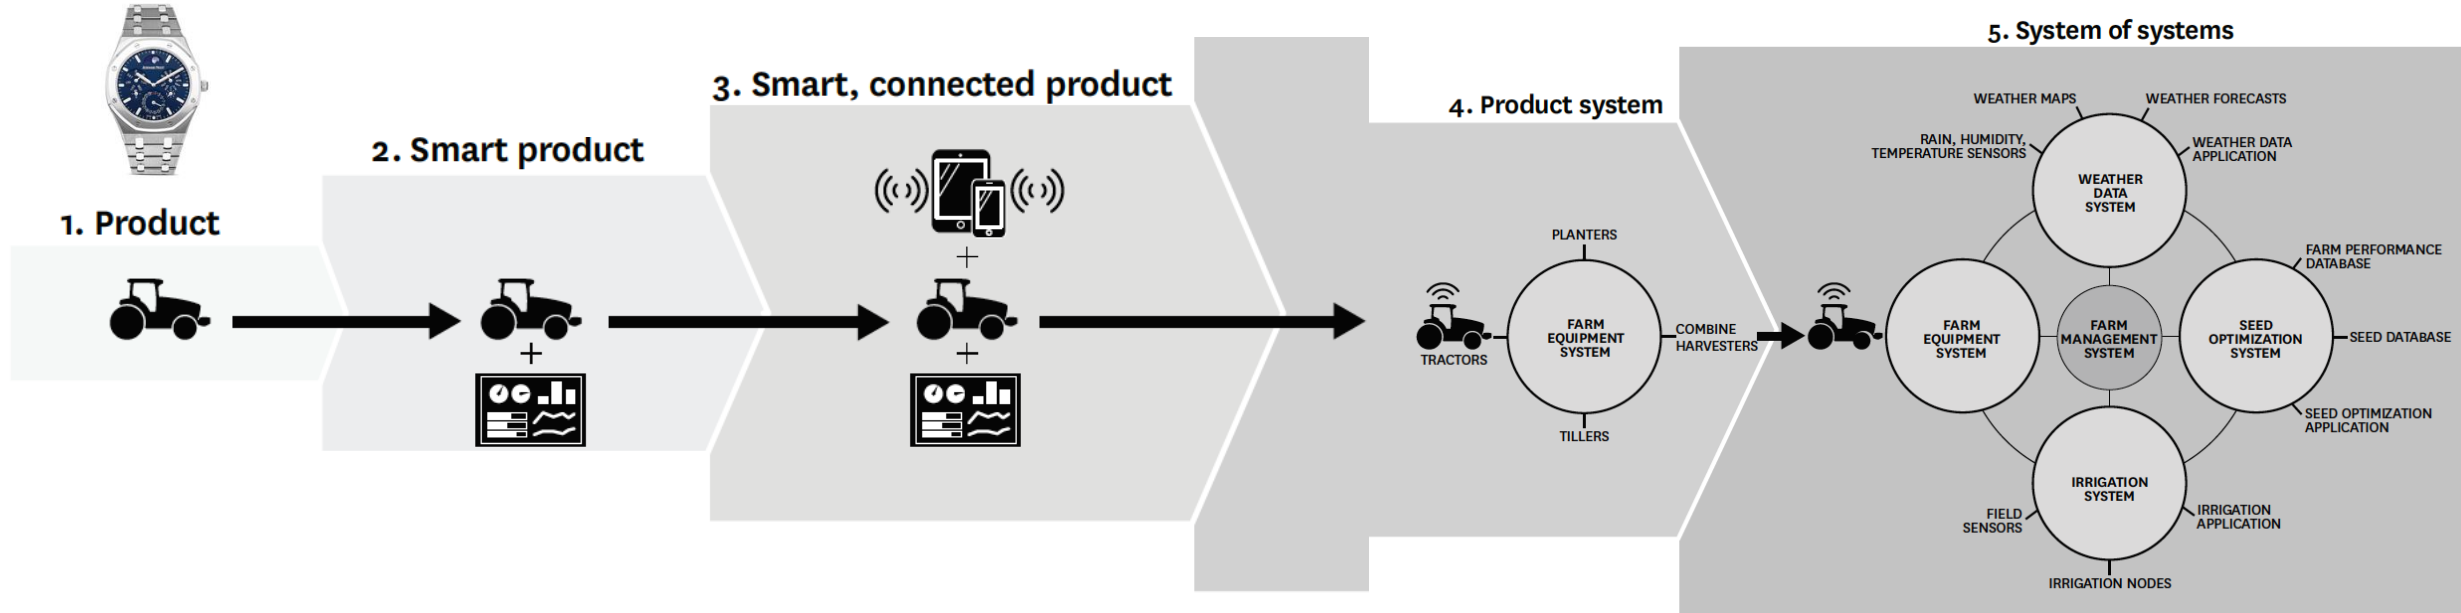 1. Product
2. Smart product
3. Smart, connected product
4. Product system
PLANTERS
TRACTORS
FARM
EQUIPMENT
SYSTEM
COMBINE
HARVESTERS
TILLERS
5. System of systems
WEATHER MAPS
WEATHER FORECASTS
RAIN, HUMIDITY,
TEMPERATURE SENSORS
WEATHER DATA
APPLICATION
WEATHER
DATA
SYSTEM
FARM PERFORMANCE
DATABASE
FARM
EQUIPMENT
SYSTEM
FARM
MANAGEMENT
SYSTEM
SEED
OPTIMIZATION
SYSTEM
SEED DATABASE
SEED OPTIMIZATION
APPLICATION
IRRIGATION
SYSTEM
FIELD
SENSORS
IRRIGATION
APPLICATION
IRRIGATION NODES